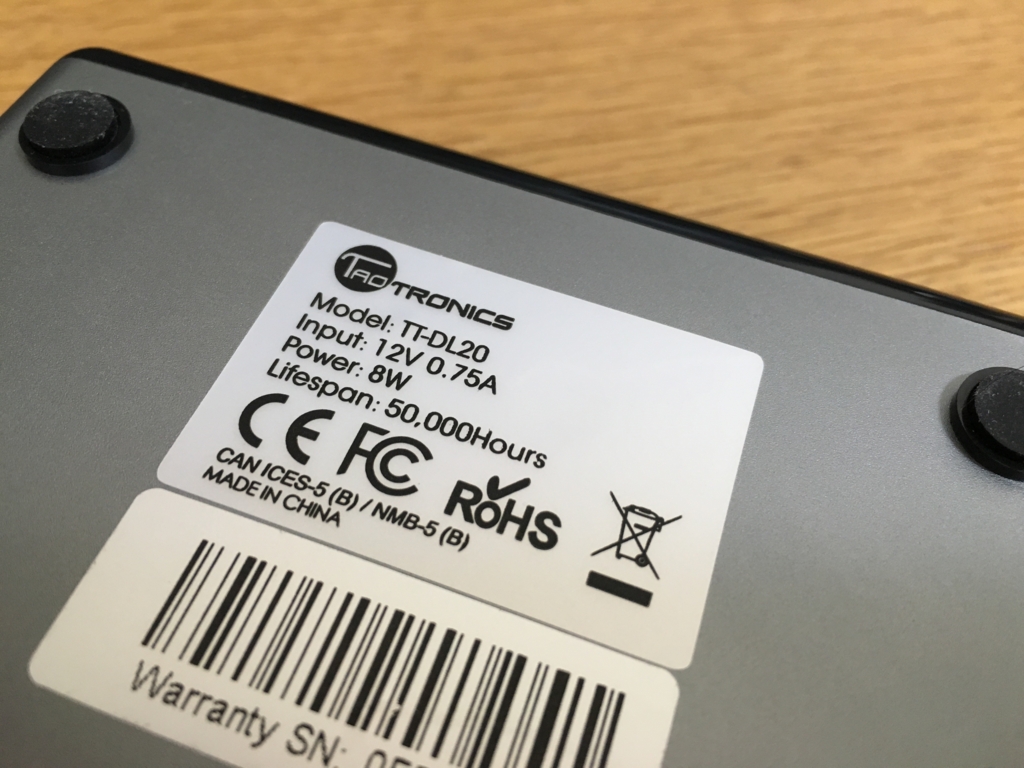 TAOTRONICS
Model: TT-DL20
Input: 12V 0.75A
Power: 8W
Lifespan: 50,000Hours
CE FC RoHS
CAN ICES-5 (B) / NMB-5 (B)
MADE IN CHINA
Warranty SN: